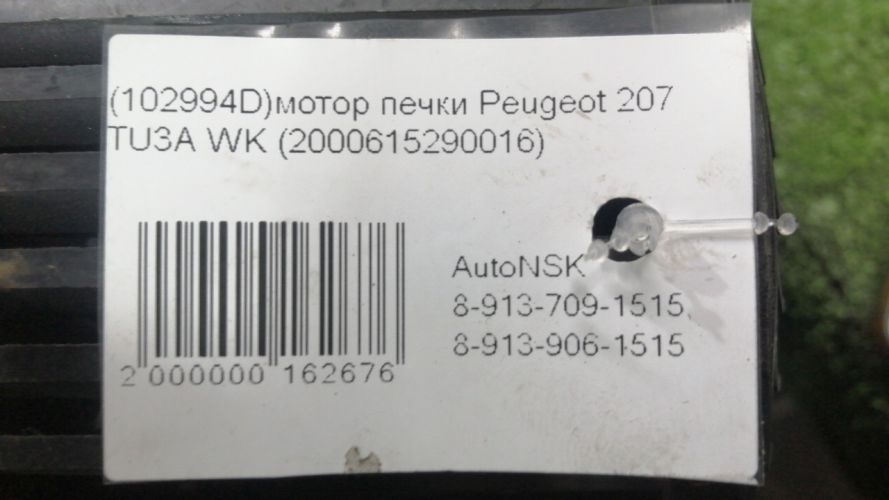 (102994D)мотор печки Peugeot 207
TU3A WK (2000615290016)
AutoNSK
8-913-709-1515,
8-913-906-1515
2 000000 162676